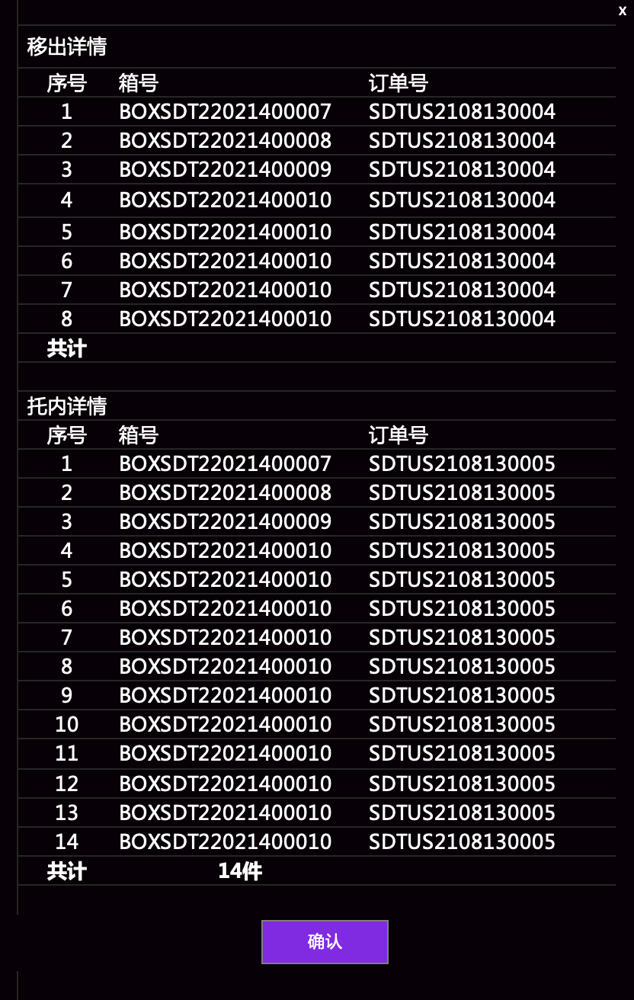 x
移出详情
序号 箱号 订单号
1 BOXSDT22021400007 SDTUS2108130004
2 BOXSDT22021400008 SDTUS2108130004
3 BOXSDT22021400009 SDTUS2108130004
4 BOXSDT22021400010 SDTUS2108130004
5 BOXSDT22021400010 SDTUS2108130004
6 BOXSDT22021400010 SDTUS2108130004
7 BOXSDT22021400010 SDTUS2108130004
8 BOXSDT22021400010 SDTUS2108130004
共计
托内详情
序号 箱号 订单号
1 BOXSDT22021400007 SDTUS2108130005
2 BOXSDT22021400008 SDTUS2108130005
3 BOXSDT22021400009 SDTUS2108130005
4 BOXSDT22021400010 SDTUS2108130005
5 BOXSDT22021400010 SDTUS2108130005
6 BOXSDT22021400010 SDTUS2108130005
7 BOXSDT22021400010 SDTUS2108130005
8 BOXSDT22021400010 SDTUS2108130005
9 BOXSDT22021400010 SDTUS2108130005
10 BOXSDT22021400010 SDTUS2108130005
11 BOXSDT22021400010 SDTUS2108130005
12 BOXSDT22021400010 SDTUS2108130005
13 BOXSDT22021400010 SDTUS2108130005
14 BOXSDT22021400010 SDTUS2108130005
共计 14件
确认